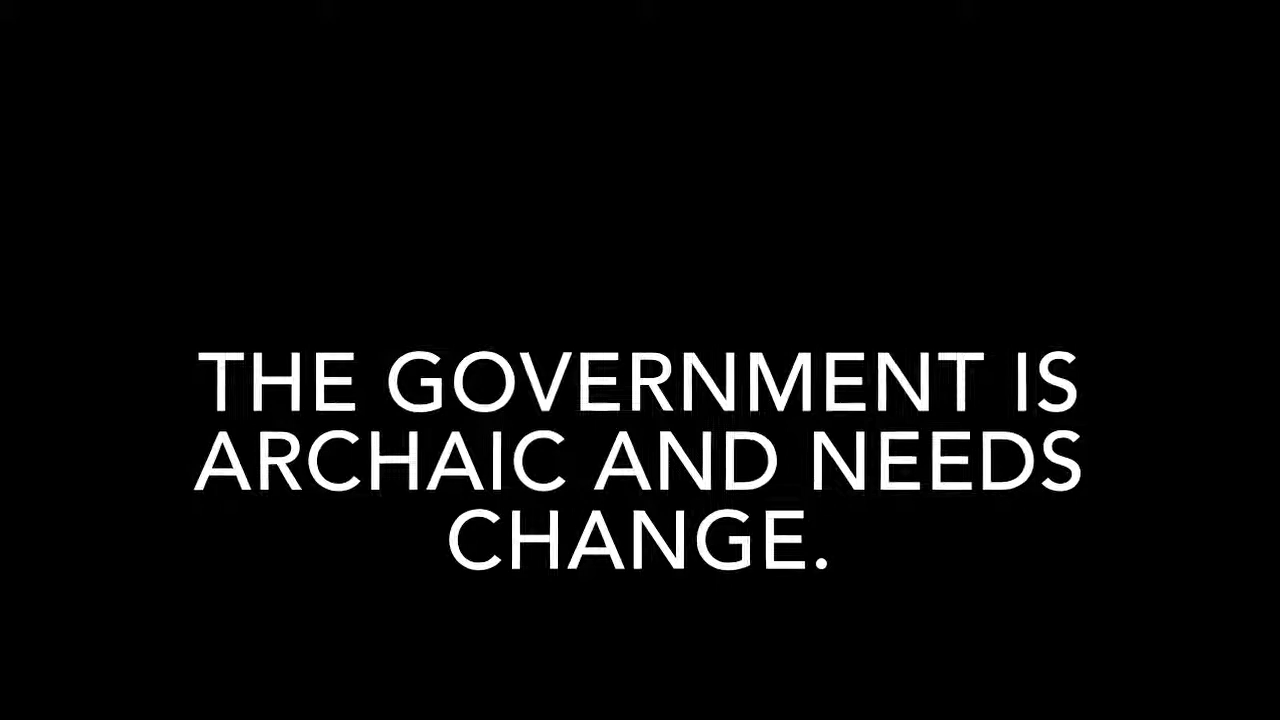 THE GOVERNMENT IS
ARCHAIC AND NEEDS
CHANGE.